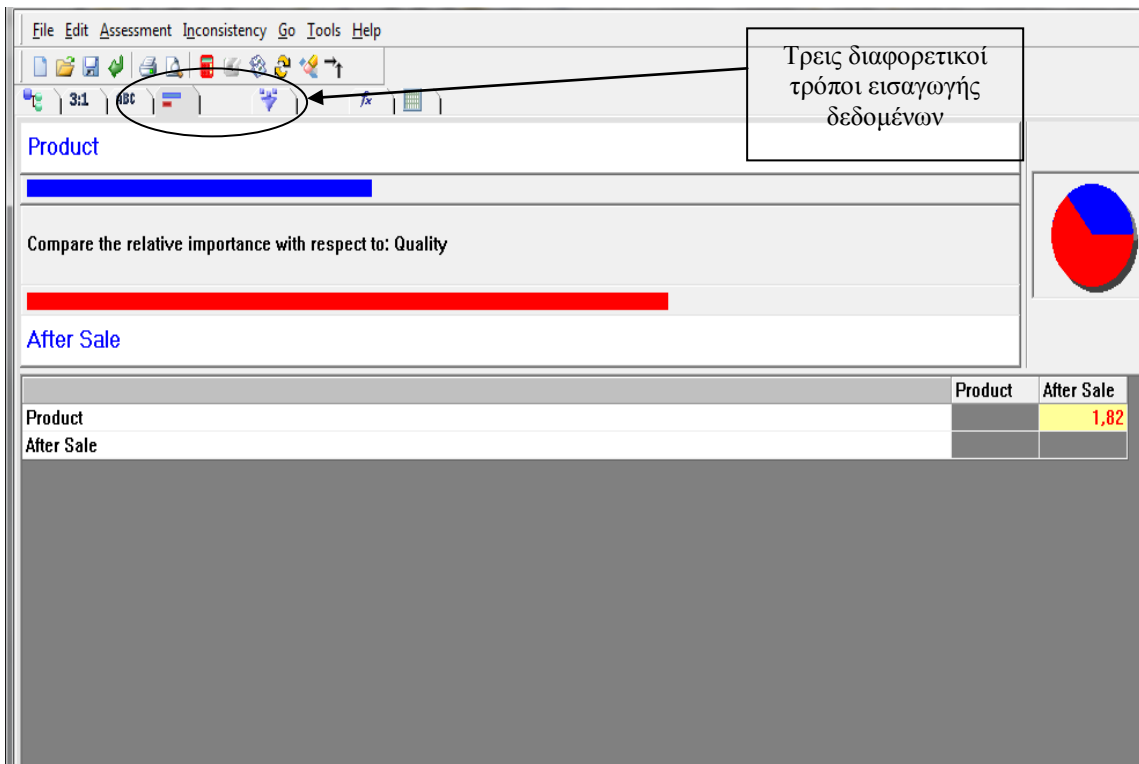 File Edit Assessment Inconsistency Go Tools Help
Τρεις διαφορετικοί
τρόποι εισαγωγής
δεδομένων
3:1 ABC fx
Product
Compare the relative importance with respect to: Quality
After Sale
Product After Sale
Product 1,82
After Sale